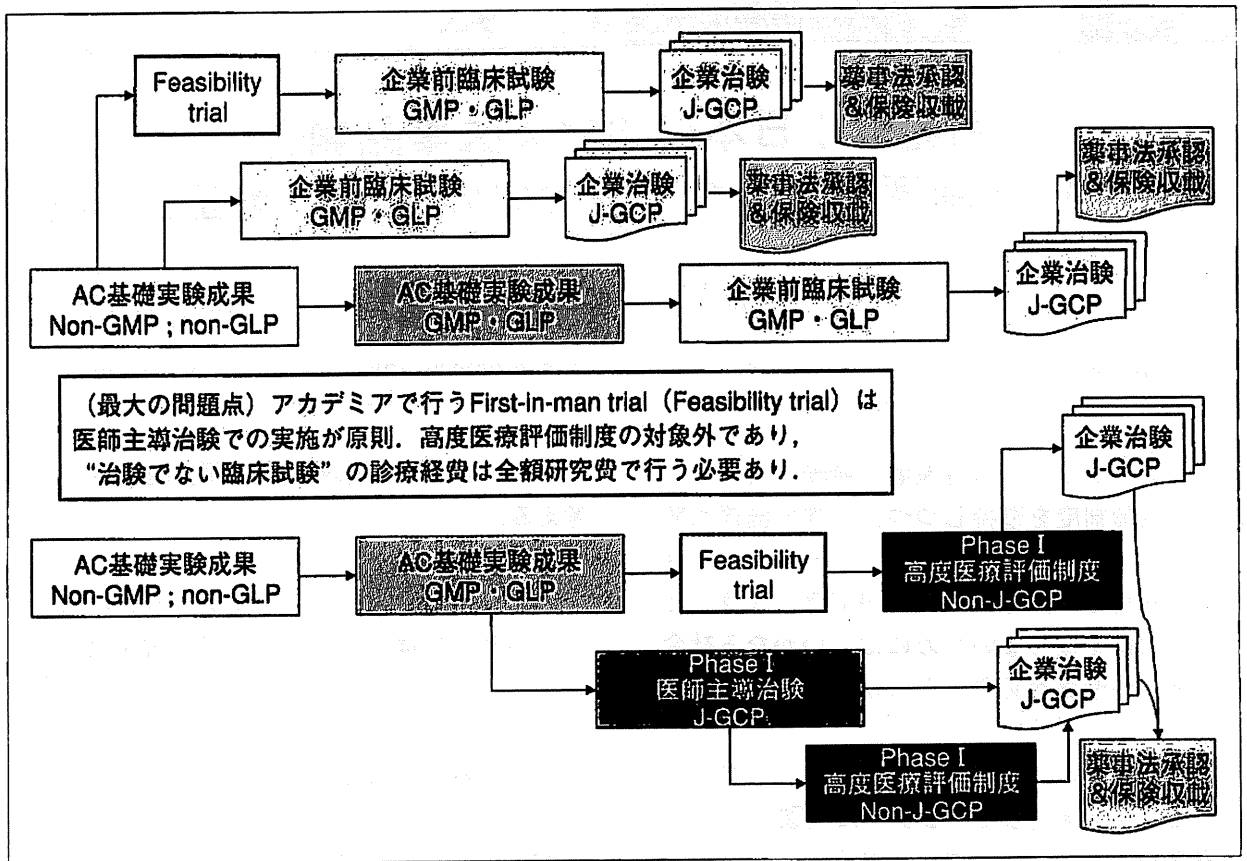 Feasibility
trial
企業前臨床試験
GMP・GLP
企業治験
J-GCP
薬事法承認
&保険収載
企業前臨床試験
GMP・GLP
企業治験
J-GCP
薬事法承認
&保険収載
薬事法承認
&保険収載
AC基礎実験成果
Non-GMP ; non-GLP
AC基礎実験成果
GMP・GLP
企業前臨床試験
GMP・GLP
企業治験
J-GCP
(最大の問題点)アカデミアで行うFirst-in-man trial(Feasibility trial)は
医師主導治験での実施が原則.高度医療評価制度の対象外であり,
“治験でない臨床試験”の診療経費は全額研究費で行う必要あり.
企業治験
J-GCP
AC基礎実験成果
Non-GMP ; non-GLP
AC基礎実験成果
GMP・GLP
Feasibility
trial
Phase I
高度医療評価制度
Non-J-GCP
Phase I
医師主導治験
J-GCP
企業治験
J-GCP
Phase I
高度医療評価制度
Non-J-GCP
薬事法承認
&保険収載